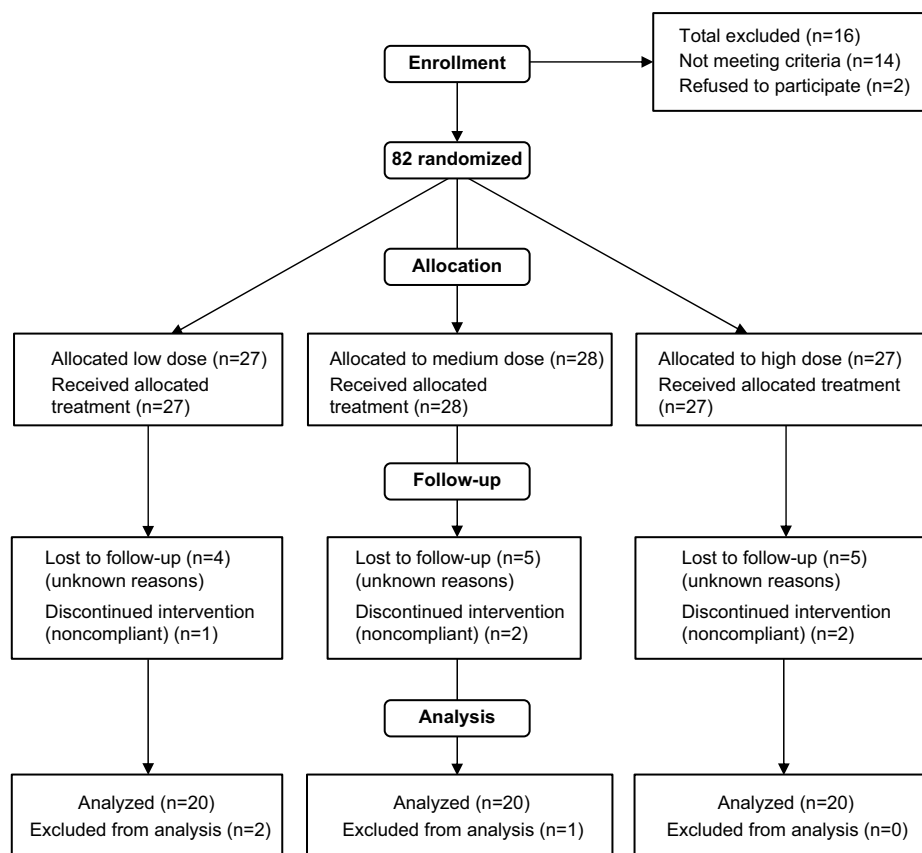 Enrollment
Total excluded (n=16)
Not meeting criteria (n=14)
Refused to participate (n=2)
82 randomized
Allocation
Allocated low dose (n=27)
Received allocated
treatment (n=27)
Allocated to medium dose (n=28)
Received allocated
treatment (n=28)
Allocated to high dose (n=27)
Received allocated treatment
(n=27)
Follow-up
Lost to follow-up (n=4)
(unknown reasons)
Discontinued intervention
(noncompliant) (n=1)
Lost to follow-up (n=5)
(unknown reasons)
Discontinued intervention
(noncompliant) (n=2)
Lost to follow-up (n=5)
(unknown reasons)
Discontinued intervention
(noncompliant) (n=2)
Analysis
Analyzed (n=20)
Excluded from analysis (n=2)
Analyzed (n=20)
Excluded from analysis (n=1)
Analyzed (n=20)
Excluded from analysis (n=0)